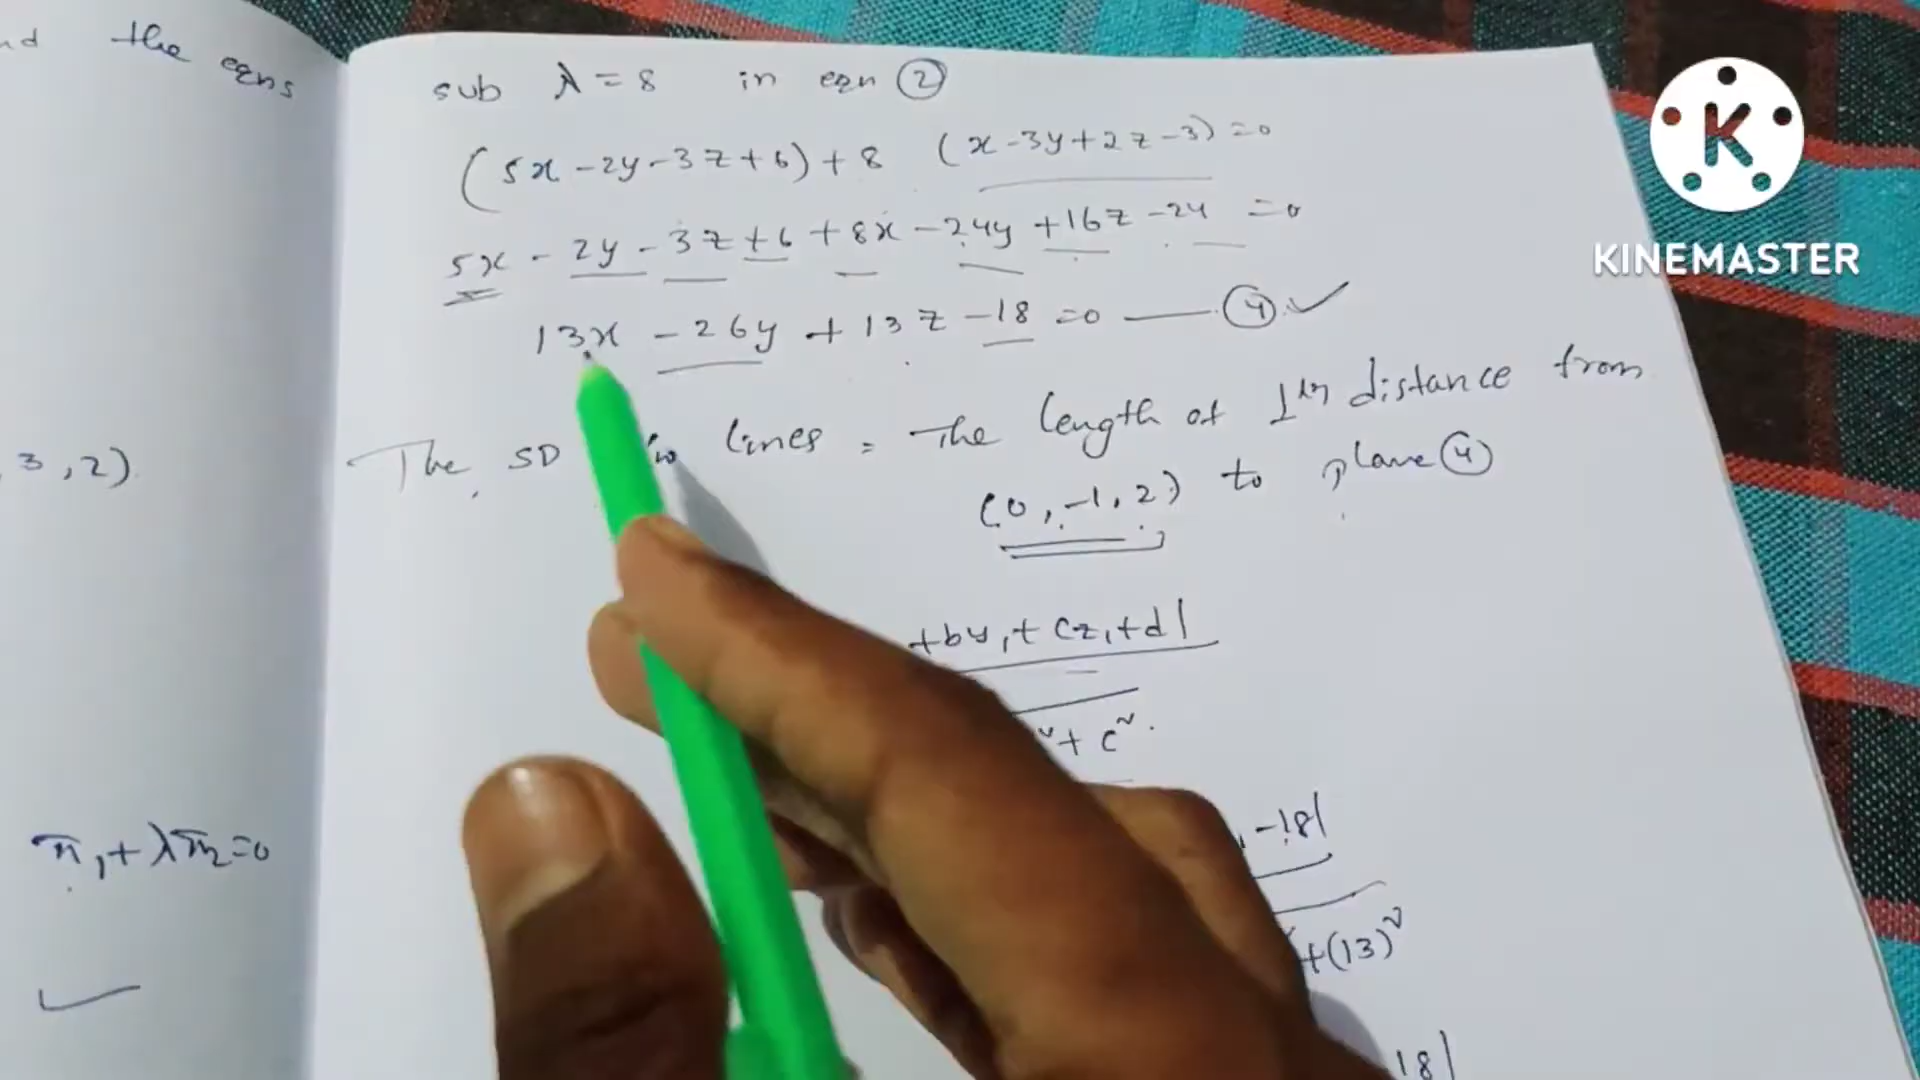 the eqns
3, 2)
π₁ + λπ₂ = 0
sub λ = 8 in eqn ②
(5x - 2y - 3z + 6) + 8 (x - 3y + 2z - 3) = 0
5x - 2y - 3z + 6 + 8x - 24y + 16z - 24 = 0
13x - 26y + 13z - 18 = 0 — ④ ✓
The SD lines = The length of ⊥lr distance from
(0, -1, 2) to plane ④
+ by₁ + cz₁ + d|
+ c²
-18|
+ (13)²
18|
K
KINEMASTER